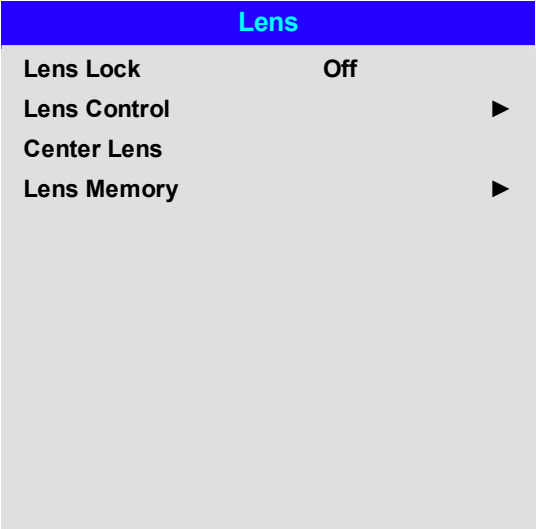 Lens
Lens Lock Off
Lens Control ►
Center Lens
Lens Memory ►